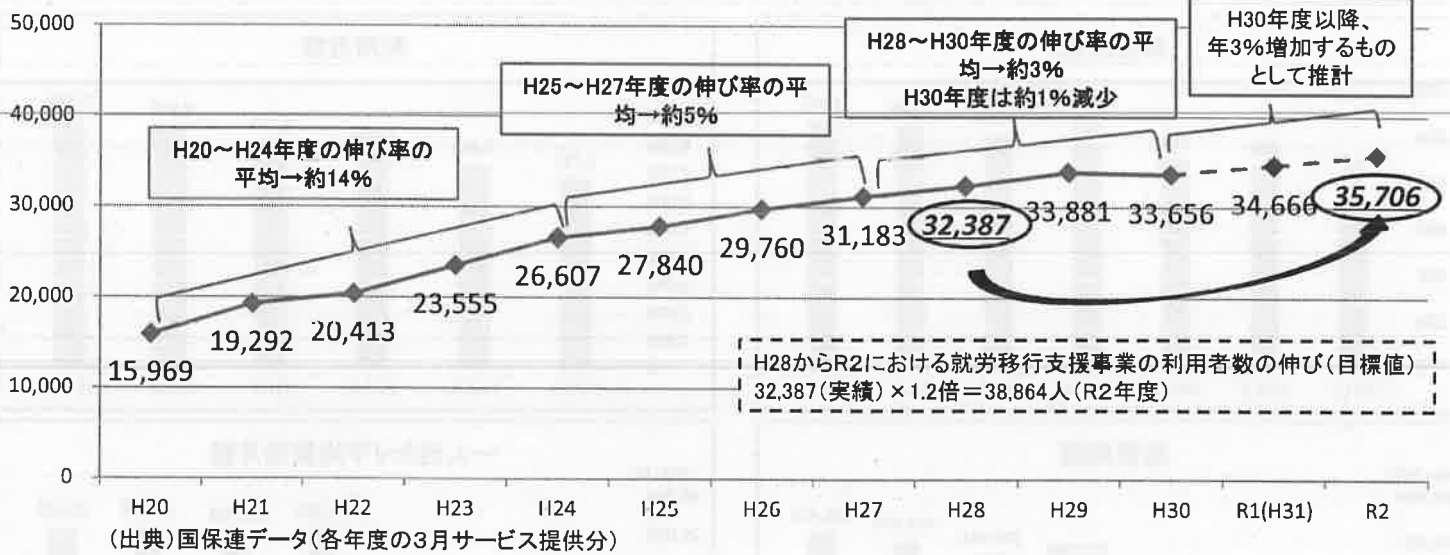 50,000
40,000
30,000
20,000
10,000
0
H20～H24年度の伸び率の
平均→約14%
H25～H27年度の伸び率の平
均→約5%
H28～H30年度の伸び率の平
均→約3%
H30年度は約1%減少
H30年度以降、
年3%増加するもの
として推計
15,969
19,292
20,413
23,555
26,607
27,840
29,760
31,183
32,387
33,881
33,656
34,666
35,706
H28からR2における就労移行支援事業の利用者数の伸び(目標値)
32,387(実績)×1.2倍＝38,864人(R2年度)
H20 H21 H22 H23 H24 H25 H26 H27 H28 H29 H30 R1(H31) R2
(出典)国保連データ(各年度の3月サービス提供分)